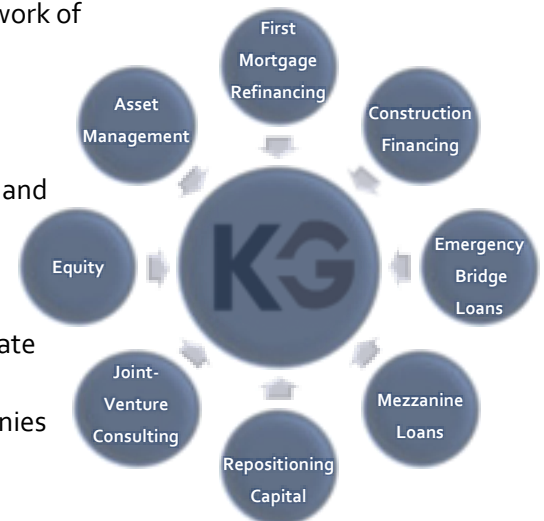 work of
and
ate
nies
First
Mortgage
Refinancing
Construction
Financing
Emergency
Bridge
Loans
Mezzanine
Loans
Repositioning
Capital
Joint-
Venture
Consulting
Equity
Asset
Management
KG